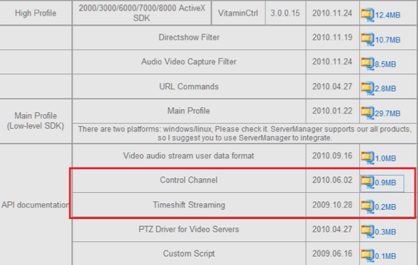 High Profile 2000/3000/6000/7000/8000 ActiveX SDK VitaminCtrl 3.0.0.15 2010.11.24 12.4MB
Directshow Filter 2010.11.19 10.7MB
Audio Video Capture Filter 2010.11.24 8.5MB
URL Commands 2010.04.27 2.8MB
Main Profile (Low-level SDK) Main Profile 2010.01.22 29.7MB
There are two platforms: windows/linux, Please check it. ServerManager supports our all products,
so I suggest you to use ServerManager to integrate.
API documentation Video audio stream user data format 2010.09.16 1.0MB
Control Channel 2010.06.02 0.9MB
Timeshift Streaming 2009.10.28 0.2MB
PTZ Driver for Video Servers 2010.04.27 0.3MB
Custom Script 2009.06.16 0.1MB